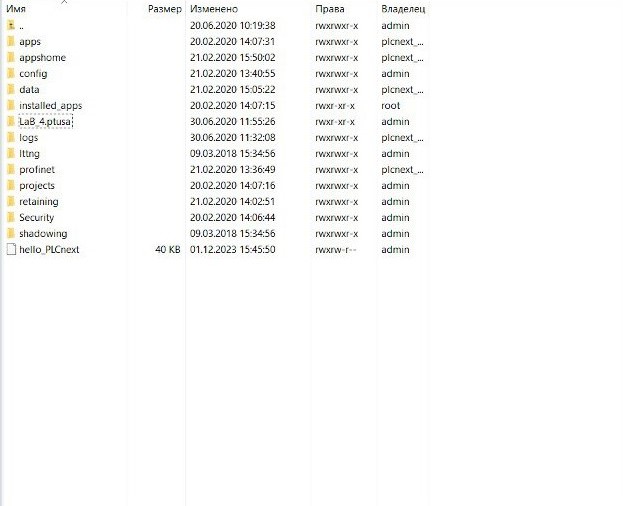 Имя Размер Изменено Права Владелец
.. 20.06.2020 10:19:38 rwxrwxr-x admin
apps 20.02.2020 14:07:31 rwxrwxr-x plcnext_...
appshome 21.02.2020 15:50:02 rwxrwxr-x plcnext_...
config 21.02.2020 13:40:55 rwxrwxr-x admin
data 21.02.2020 15:05:22 rwxrwxr-x plcnext_...
installed_apps 20.02.2020 14:07:15 rwxr-xr-x root
LaB_4.ptusa 30.06.2020 11:55:26 rwxr-xr-x admin
logs 30.06.2020 11:32:08 rwxrwxr-x plcnext_...
lttng 09.03.2018 15:34:56 rwxrwxr-x admin
profinet 21.02.2020 13:36:49 rwxrwxr-x plcnext_...
projects 20.02.2020 14:07:16 rwxrwxr-x admin
retaining 21.02.2020 14:02:51 rwxrwxr-x admin
Security 20.02.2020 14:06:44 rwxrwxr-x admin
shadowing 09.03.2018 15:34:56 rwxrwxr-x admin
hello_PLCnext 40 KB 01.12.2023 15:45:50 rwxrw-r-- admin